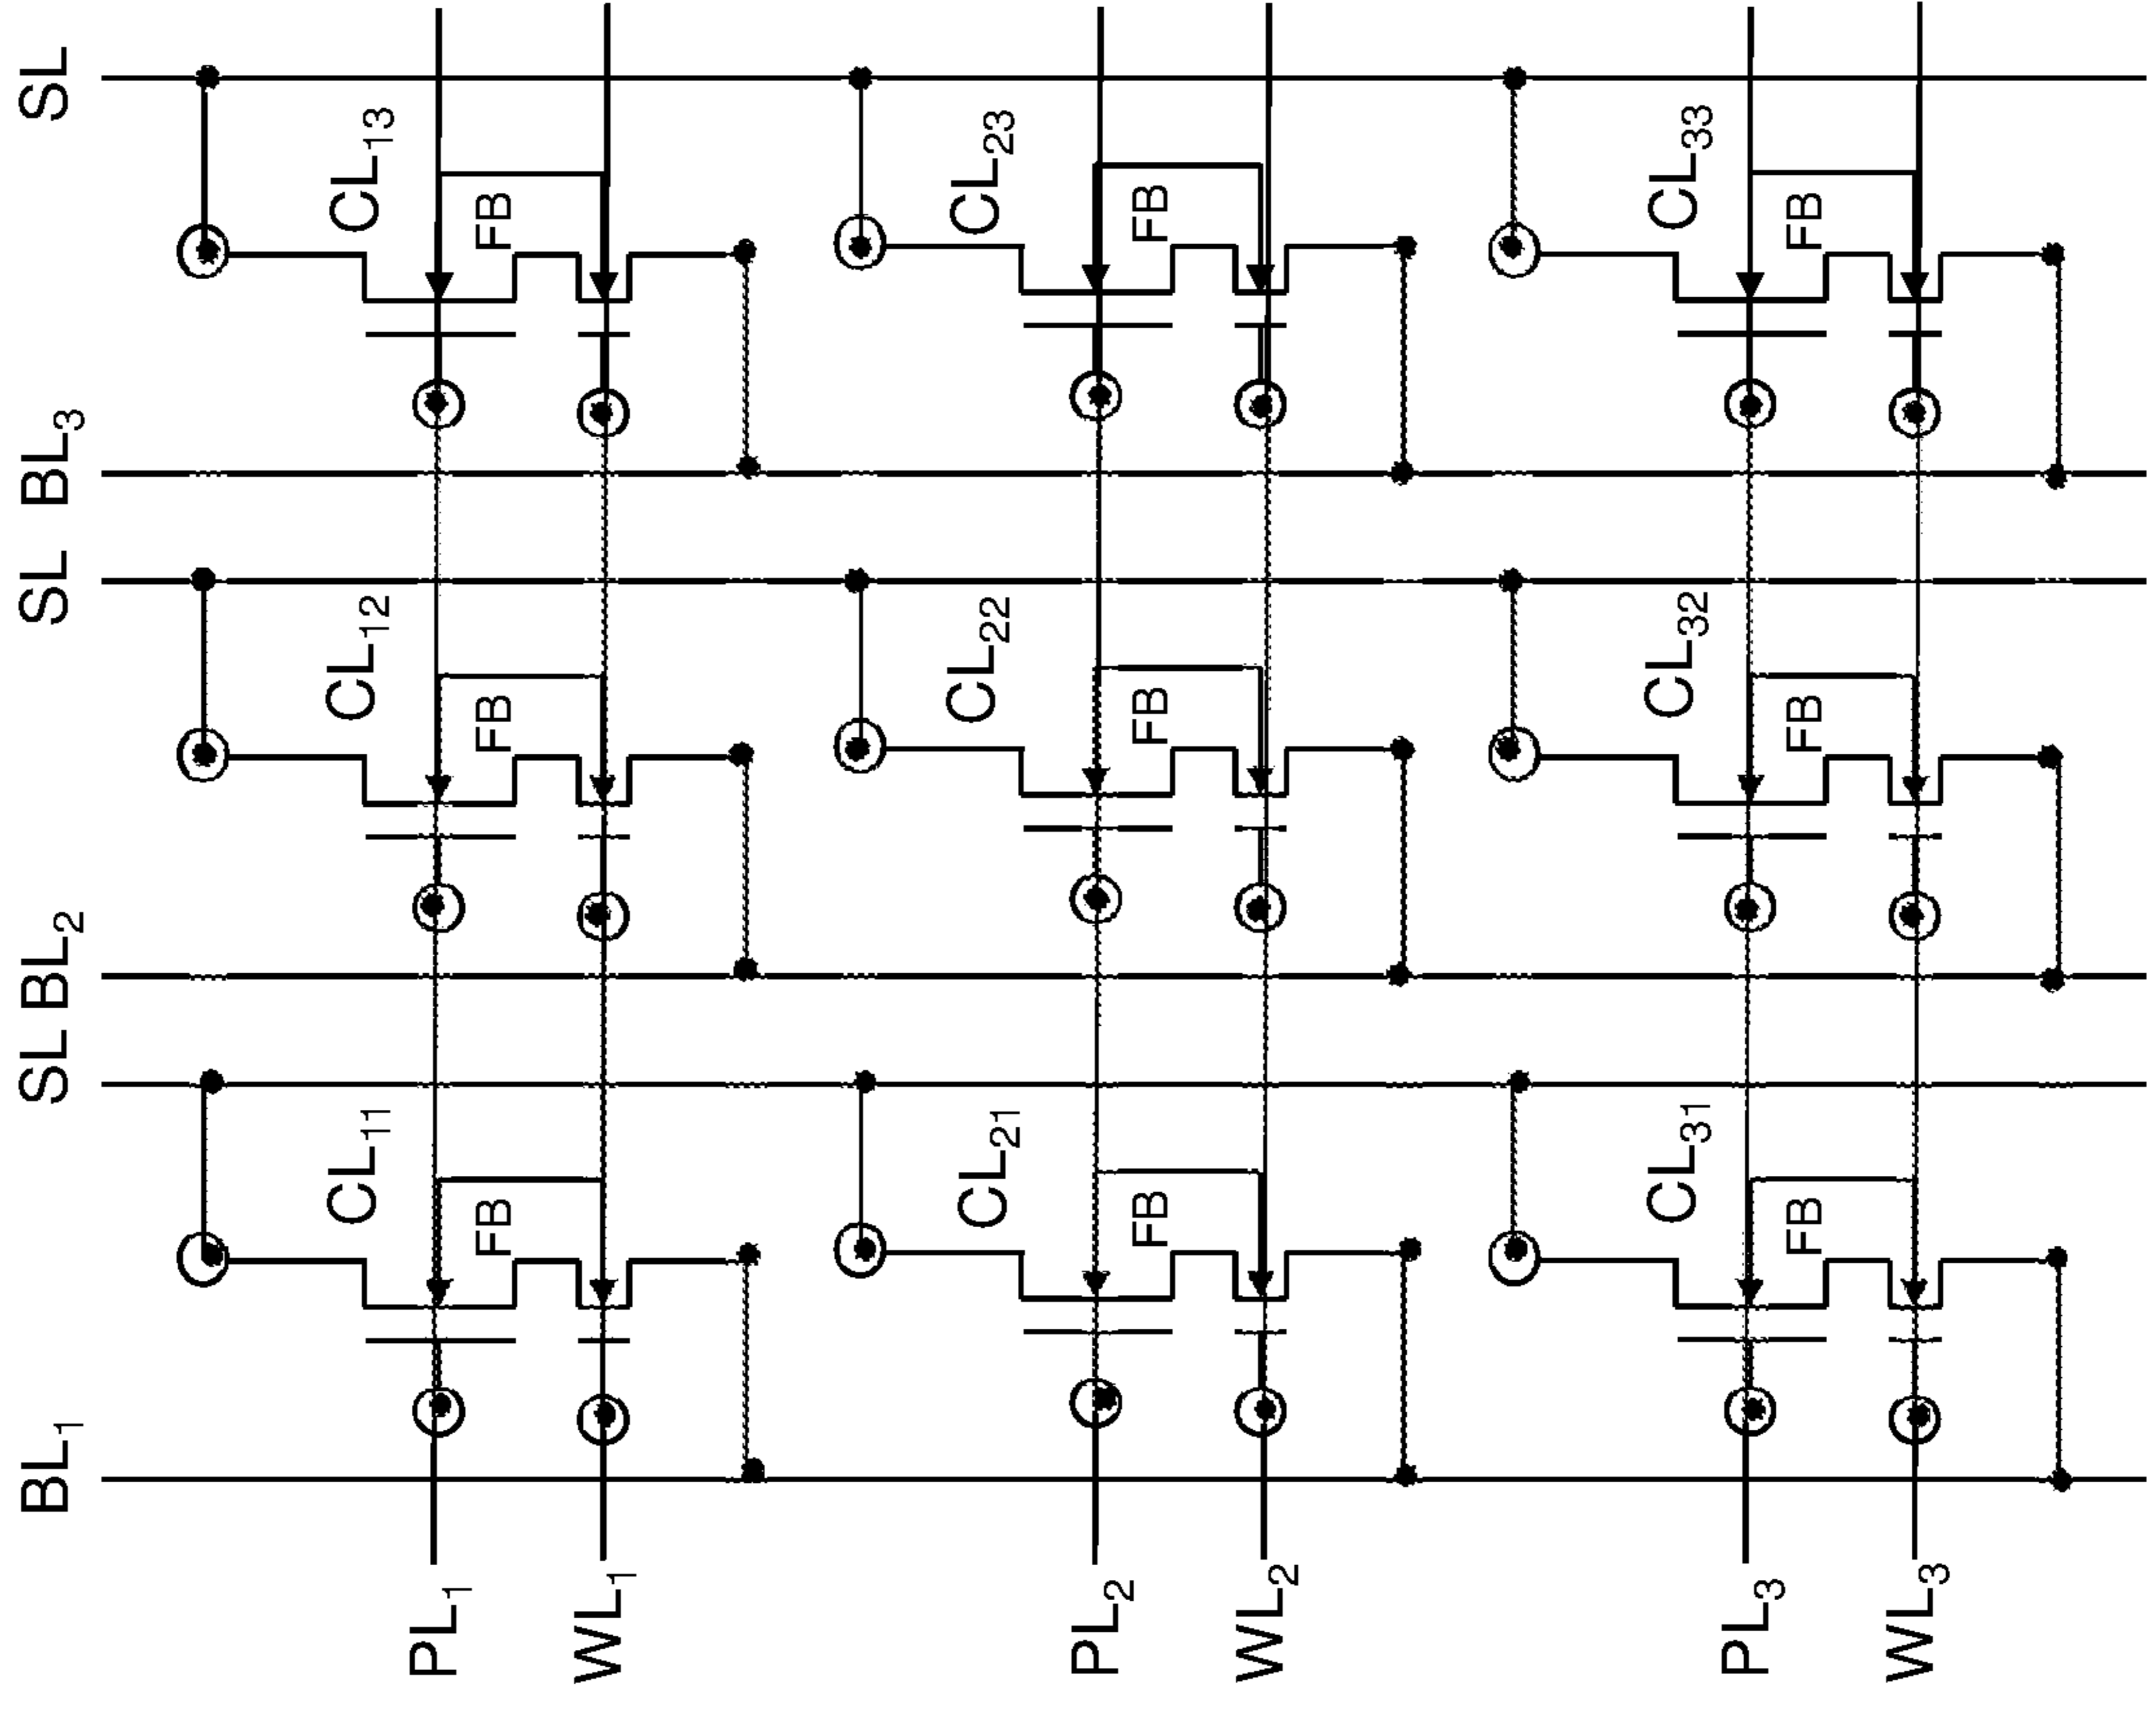 BL₁ SL BL₂ SL BL₃ SL
CL₁₁ CL₁₂ CL₁₃
PL₁
FB FB FB
WL₁
CL₂₁ CL₂₂ CL₂₃
PL₂
FB FB FB
WL₂
CL₃₁ CL₃₂ CL₃₃
PL₃
FB FB FB
WL₃